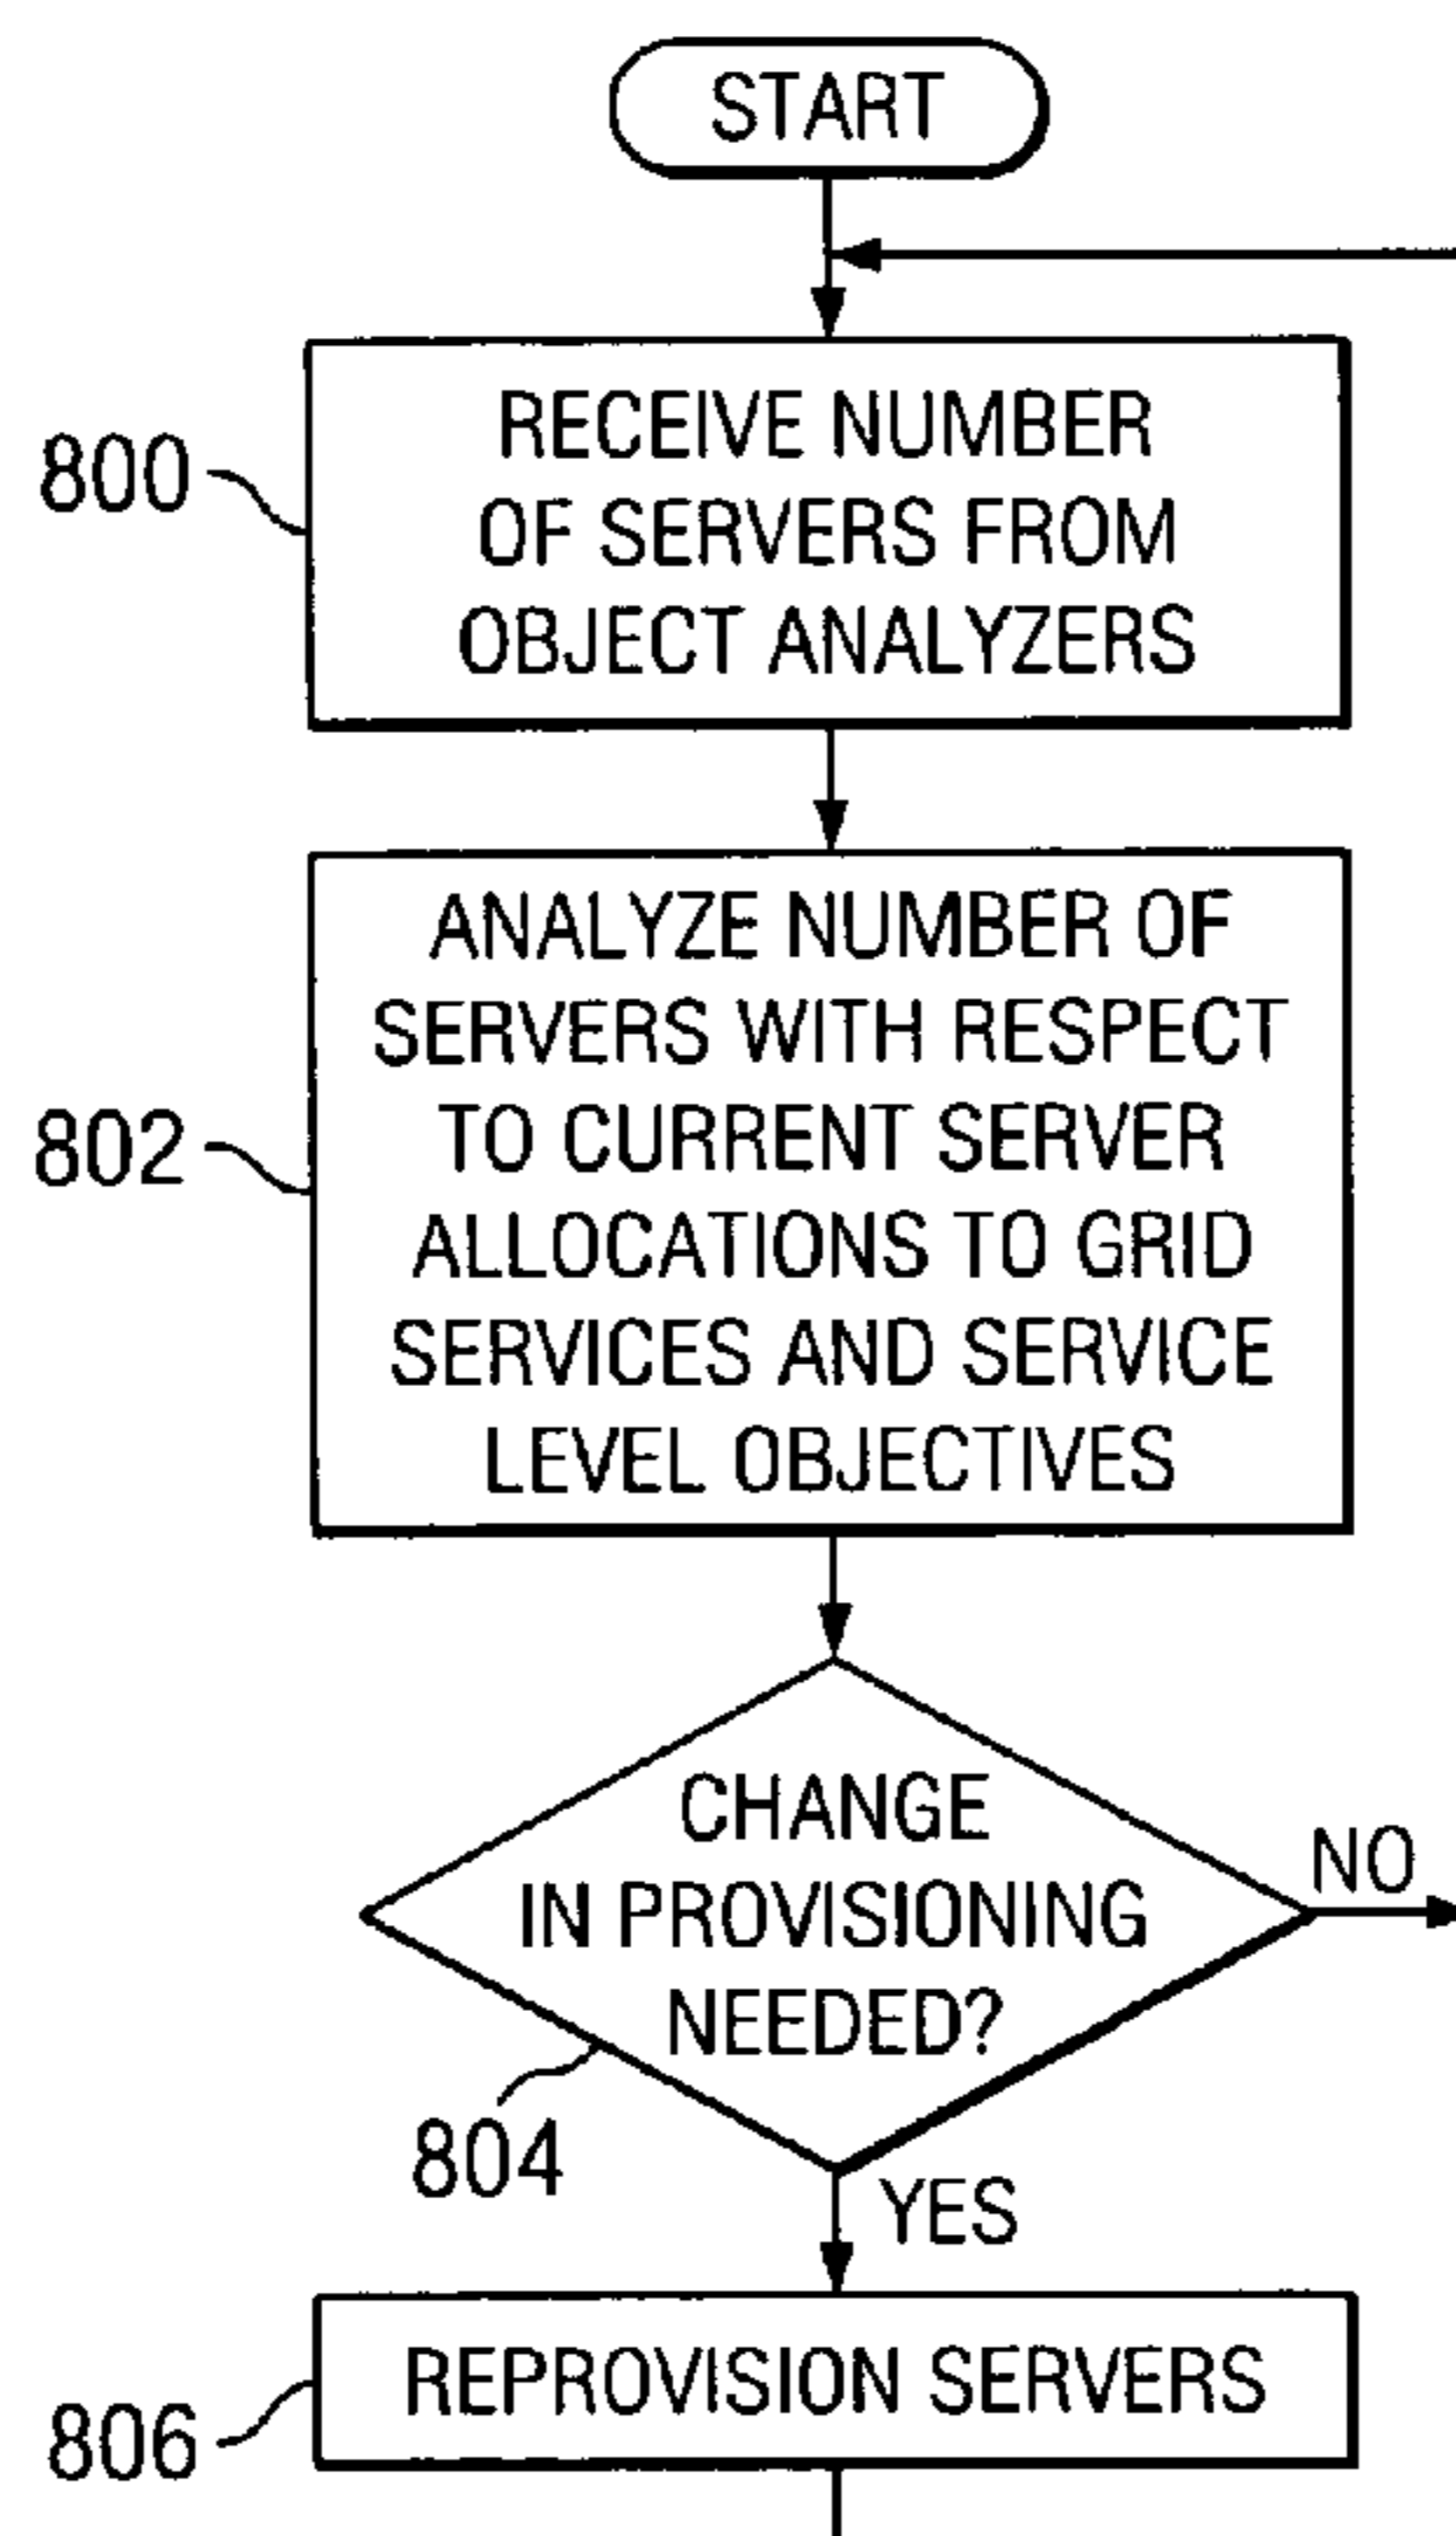 START
RECEIVE NUMBER
OF SERVERS FROM
OBJECT ANALYZERS
800
ANALYZE NUMBER OF
SERVERS WITH RESPECT
TO CURRENT SERVER
ALLOCATIONS TO GRID
SERVICES AND SERVICE
LEVEL OBJECTIVES
802
CHANGE
IN PROVISIONING
NEEDED?
NO
804
YES
REPROVISION SERVERS
806